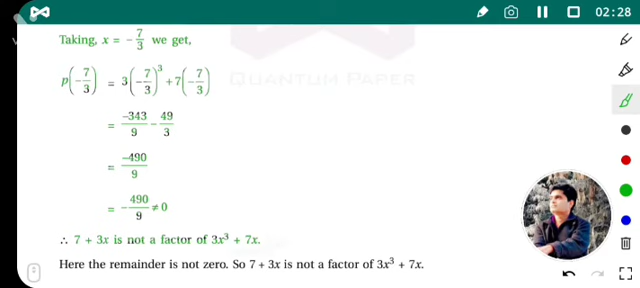 02:28
Taking, x = -7/3 we get,
p(-7/3) = 3(-7/3)³ + 7(-7/3)
QUANTUM PAPER
= -343/9 - 49/3
= -490/9
= -490/9 ≠ 0
∴ 7 + 3x is not a factor of 3x³ + 7x.
Here the remainder is not zero. So 7 + 3x is not a factor of 3x³ + 7x.